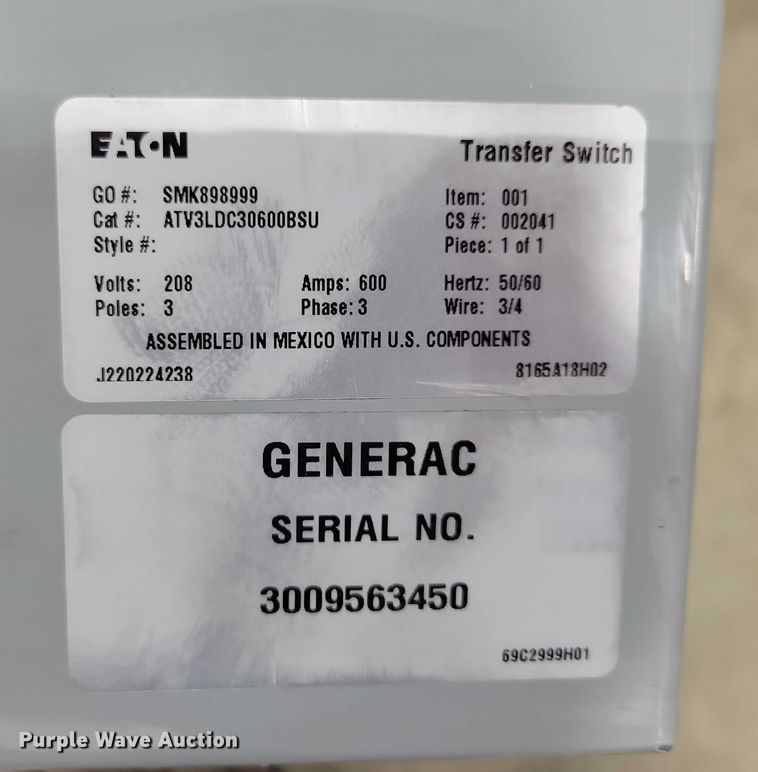 EATON Transfer Switch
GO #: SMK898999 Item: 001
Cat #: ATV3LDC30600BSU CS #: 002041
Style #: Piece: 1 of 1
Volts: 208 Amps: 600 Hertz: 50/60
Poles: 3 Phase: 3 Wire: 3/4
ASSEMBLED IN MEXICO WITH U.S. COMPONENTS
J220224238 8165A18H02
GENERAC
SERIAL NO.
3009563450
69C2999H01
Purple Wave Auction